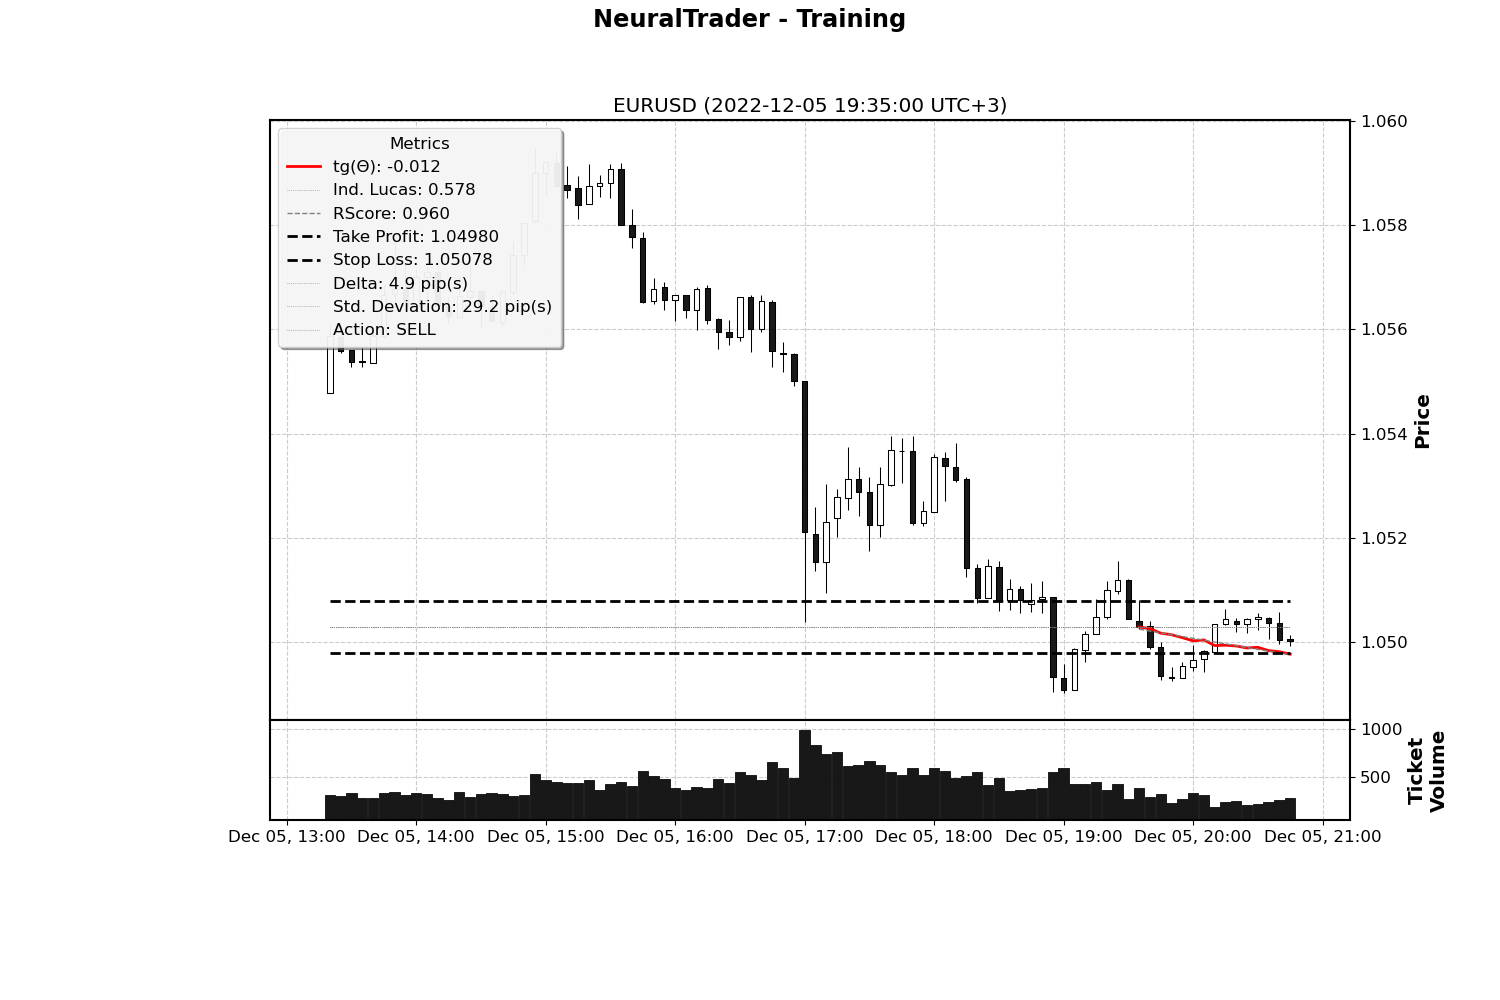 NeuralTrader - Training
EURUSD (2022-12-05 19:35:00 UTC+3)
Metrics
tg(Θ): -0.012
Ind. Lucas: 0.578
RScore: 0.960
Take Profit: 1.04980
Stop Loss: 1.05078
Delta: 4.9 pip(s)
Std. Deviation: 29.2 pip(s)
Action: SELL
1.060
1.058
1.056
1.054
1.052
1.050
Price
1000
500
Ticket
Volume
Dec 05, 13:00 Dec 05, 14:00 Dec 05, 15:00 Dec 05, 16:00 Dec 05, 17:00 Dec 05, 18:00 Dec 05, 19:00 Dec 05, 20:00 Dec 05, 21:00